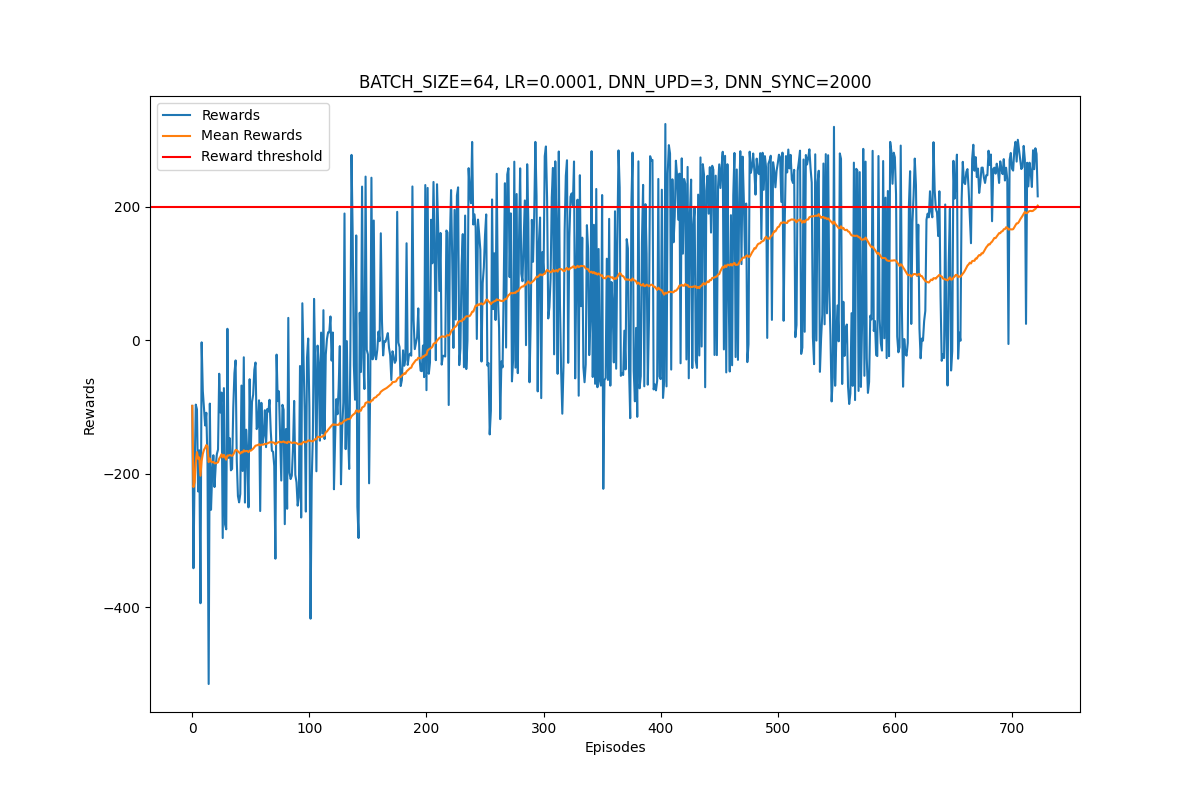 BATCH_SIZE=64, LR=0.0001, DNN_UPD=3, DNN_SYNC=2000
Rewards
Mean Rewards
Reward threshold
Rewards
200
0
−200
−400
0 100 200 300 400 500 600 700
Episodes